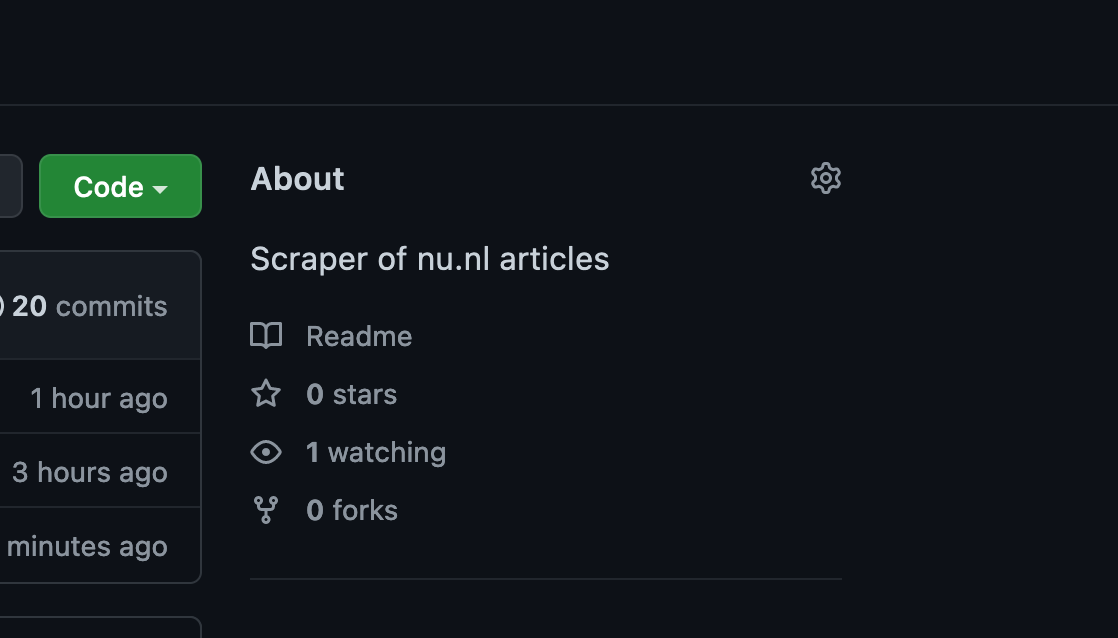 Code
About
Scraper of nu.nl articles
20 commits
Readme
1 hour ago
0 stars
3 hours ago
1 watching
0 forks
minutes ago